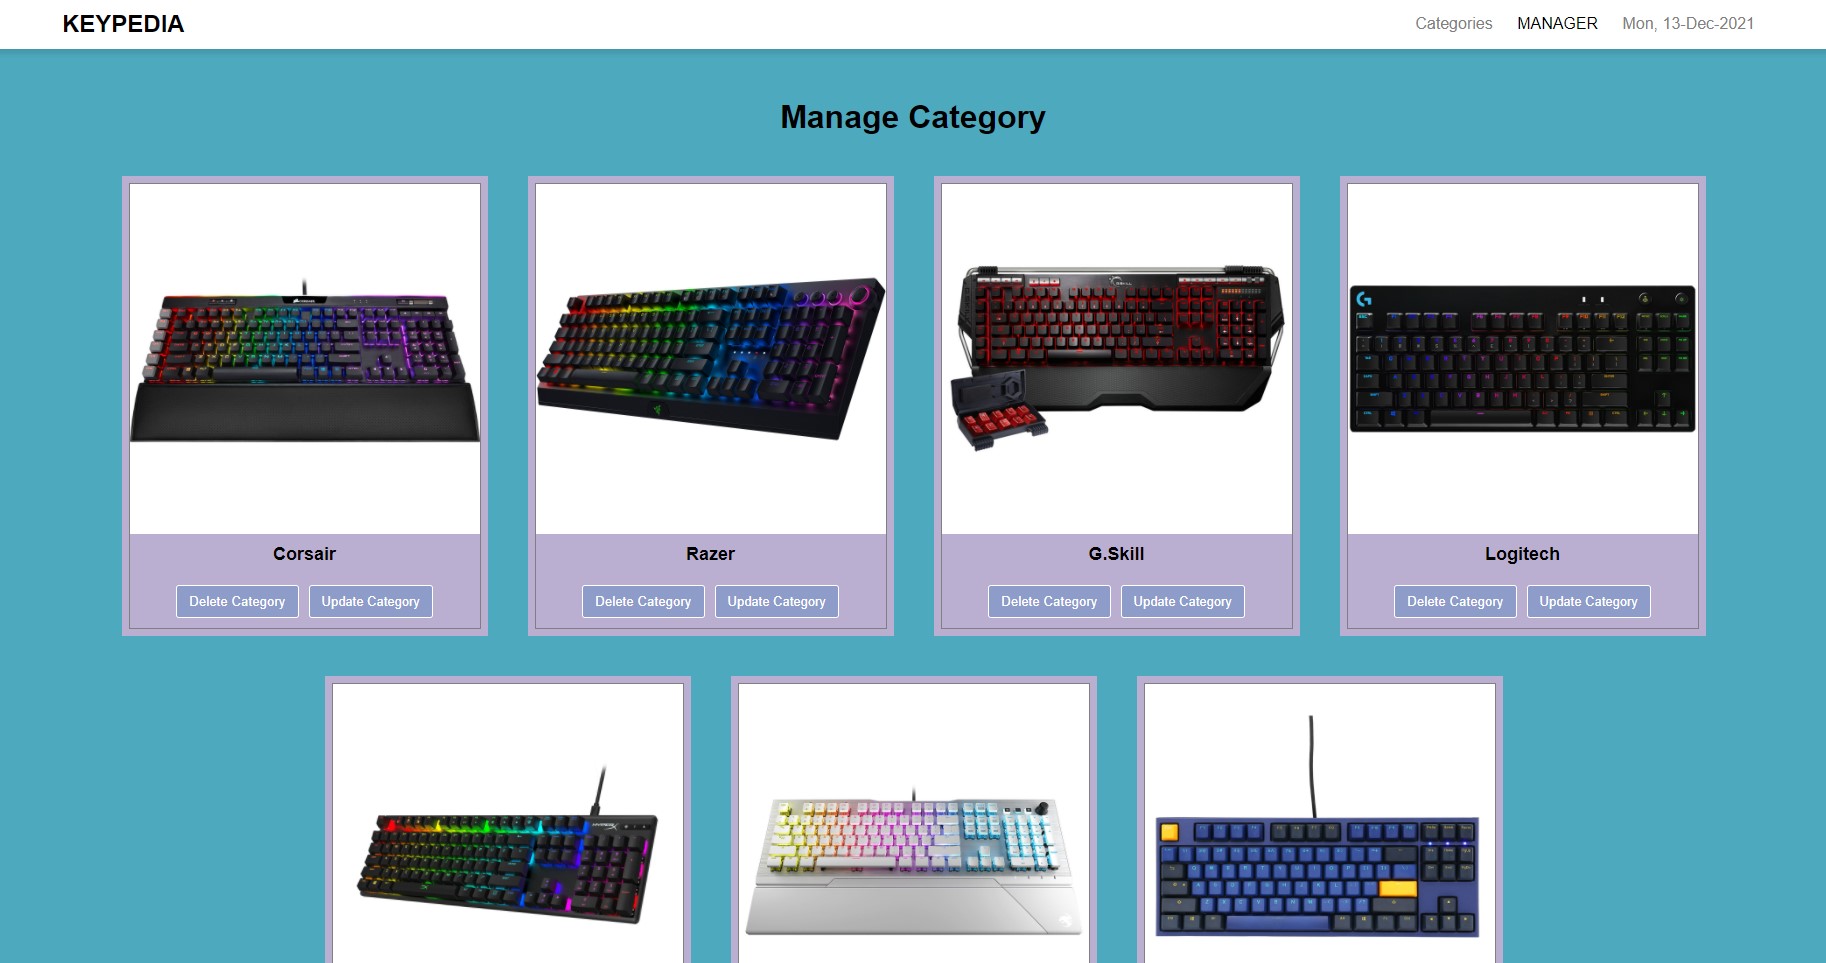 KEYPEDIA
Categories MANAGER Mon, 13-Dec-2021
Manage Category
Corsair
Delete Category Update Category
Razer
Delete Category Update Category
G.Skill
Delete Category Update Category
Logitech
Delete Category Update Category